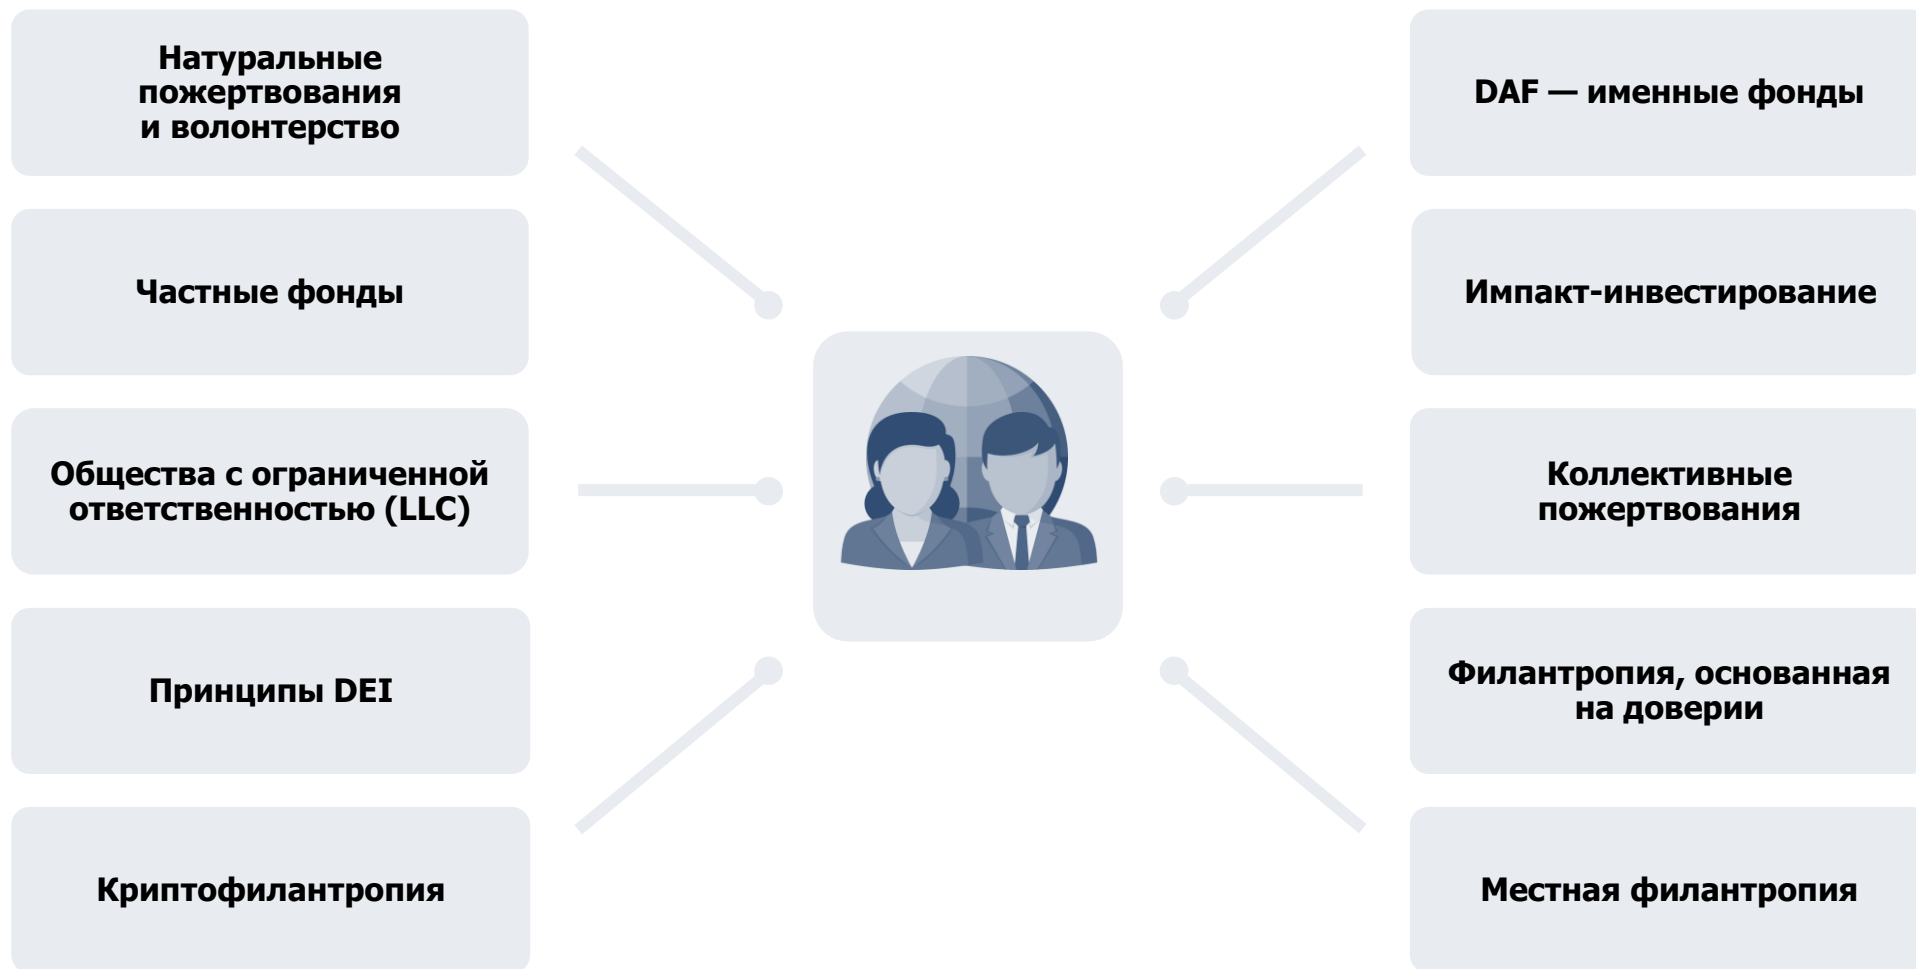 Натуральные
пожертвования
и волонтерство
Частные фонды
Общества с ограниченной
ответственностью (LLC)
Принципы DEI
Криптофилантропия
DAF — именные фонды
Импакт-инвестирование
Коллективные
пожертвования
Филантропия, основанная
на доверии
Местная филантропия